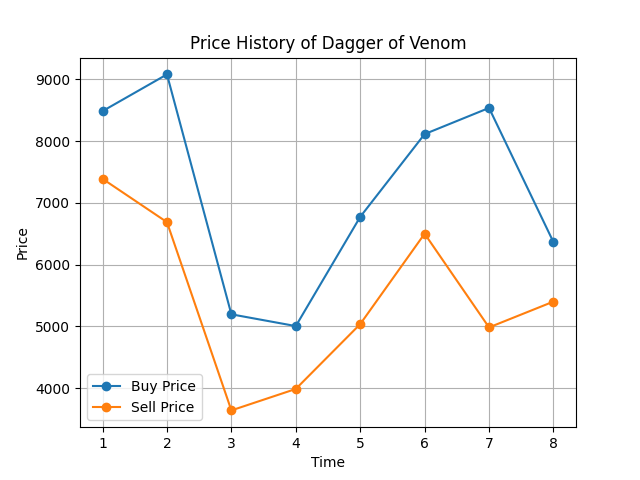 Price History of Dagger of Venom
Price
9000
8000
7000
6000
5000
4000
Buy Price
Sell Price
1 2 3 4 5 6 7 8
Time